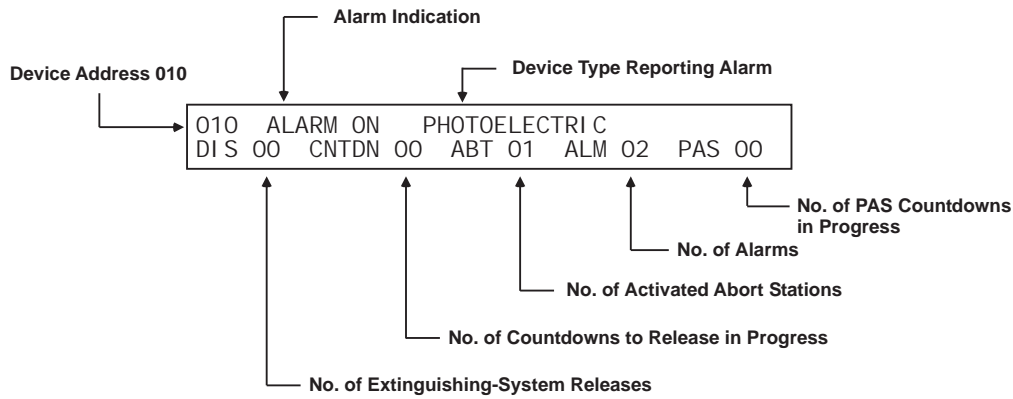 Alarm Indication
Device Address 010
Device Type Reporting Alarm
010 ALARM ON PHOTOELECTRIC
DIS 00 CNTDN 00 ABT 01 ALM 02 PAS 00
No. of PAS Countdowns
in Progress
No. of Alarms
No. of Activated Abort Stations
No. of Countdowns to Release in Progress
No. of Extinguishing-System Releases